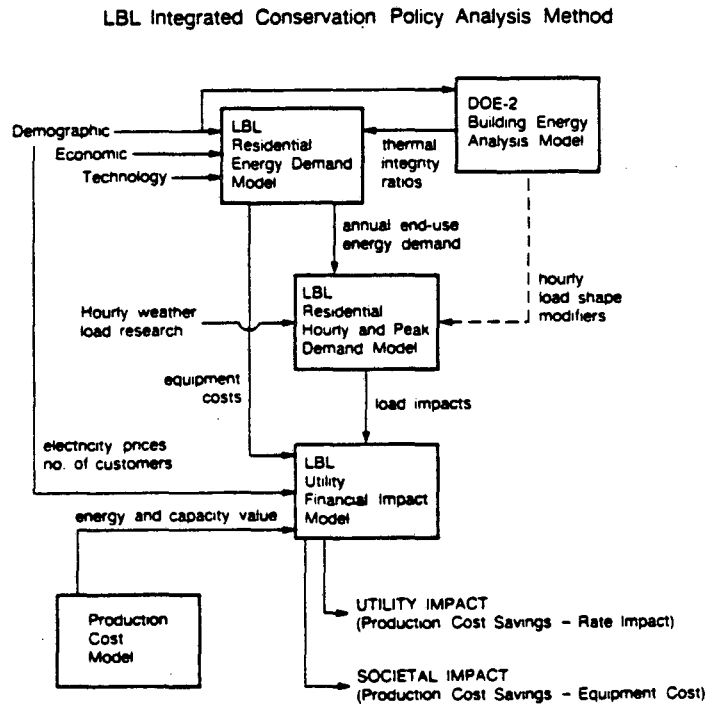 LBL Integrated Conservation Policy Analysis Method
DOE-2
Building Energy
Analysis Model
Demographic
Economic
Technology
LBL
Residential
Energy Demand
Model
thermal
integrity
ratios
annual end-use
energy demand
hourly
load shape
modifiers
Hourly weather
load research
LBL
Residential
Hourly and Peak
Demand Model
equipment
costs
load impacts
electricity prices
no. of customers
LBL
Utility
Financial Impact
Model
energy and capacity value
Production
Cost
Model
UTILITY IMPACT
(Production Cost Savings - Rate Impact)
SOCIETAL IMPACT
(Production Cost Savings - Equipment Cost)